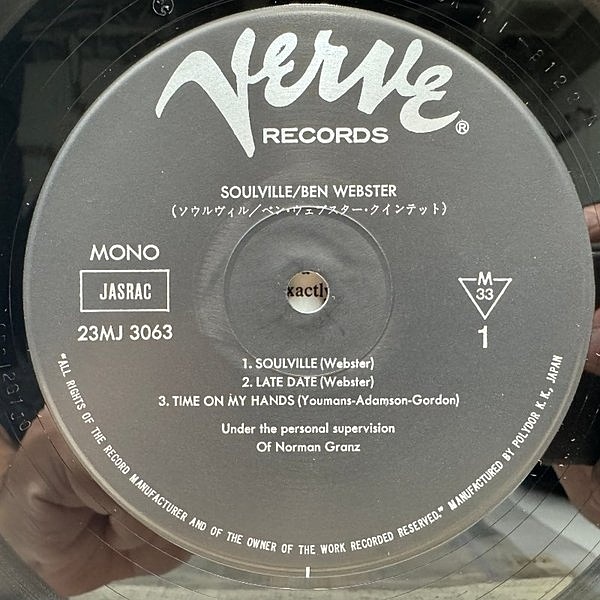 Verve
RECORDS
®
SOULVILLE/BEN WEBSTER
(ソウルヴィル/ベン・ウェブスター・クインテット)
MONO
JASRAC
23MJ 3063
M
33
1
xactly
1. SOULVILLE (Webster)
2. LATE DATE (Webster)
3. TIME ON MY HANDS (Youmans-Adamson-Gordon)
Under the personal supervision
Of Norman Granz
"ALL RIGHTS OF THE RECORD MANUFACTURER AND OF THE OWNER OF THE WORK RECORDED RESERVED." MANUFACTURED BY POLYDOR K. K., JAPAN